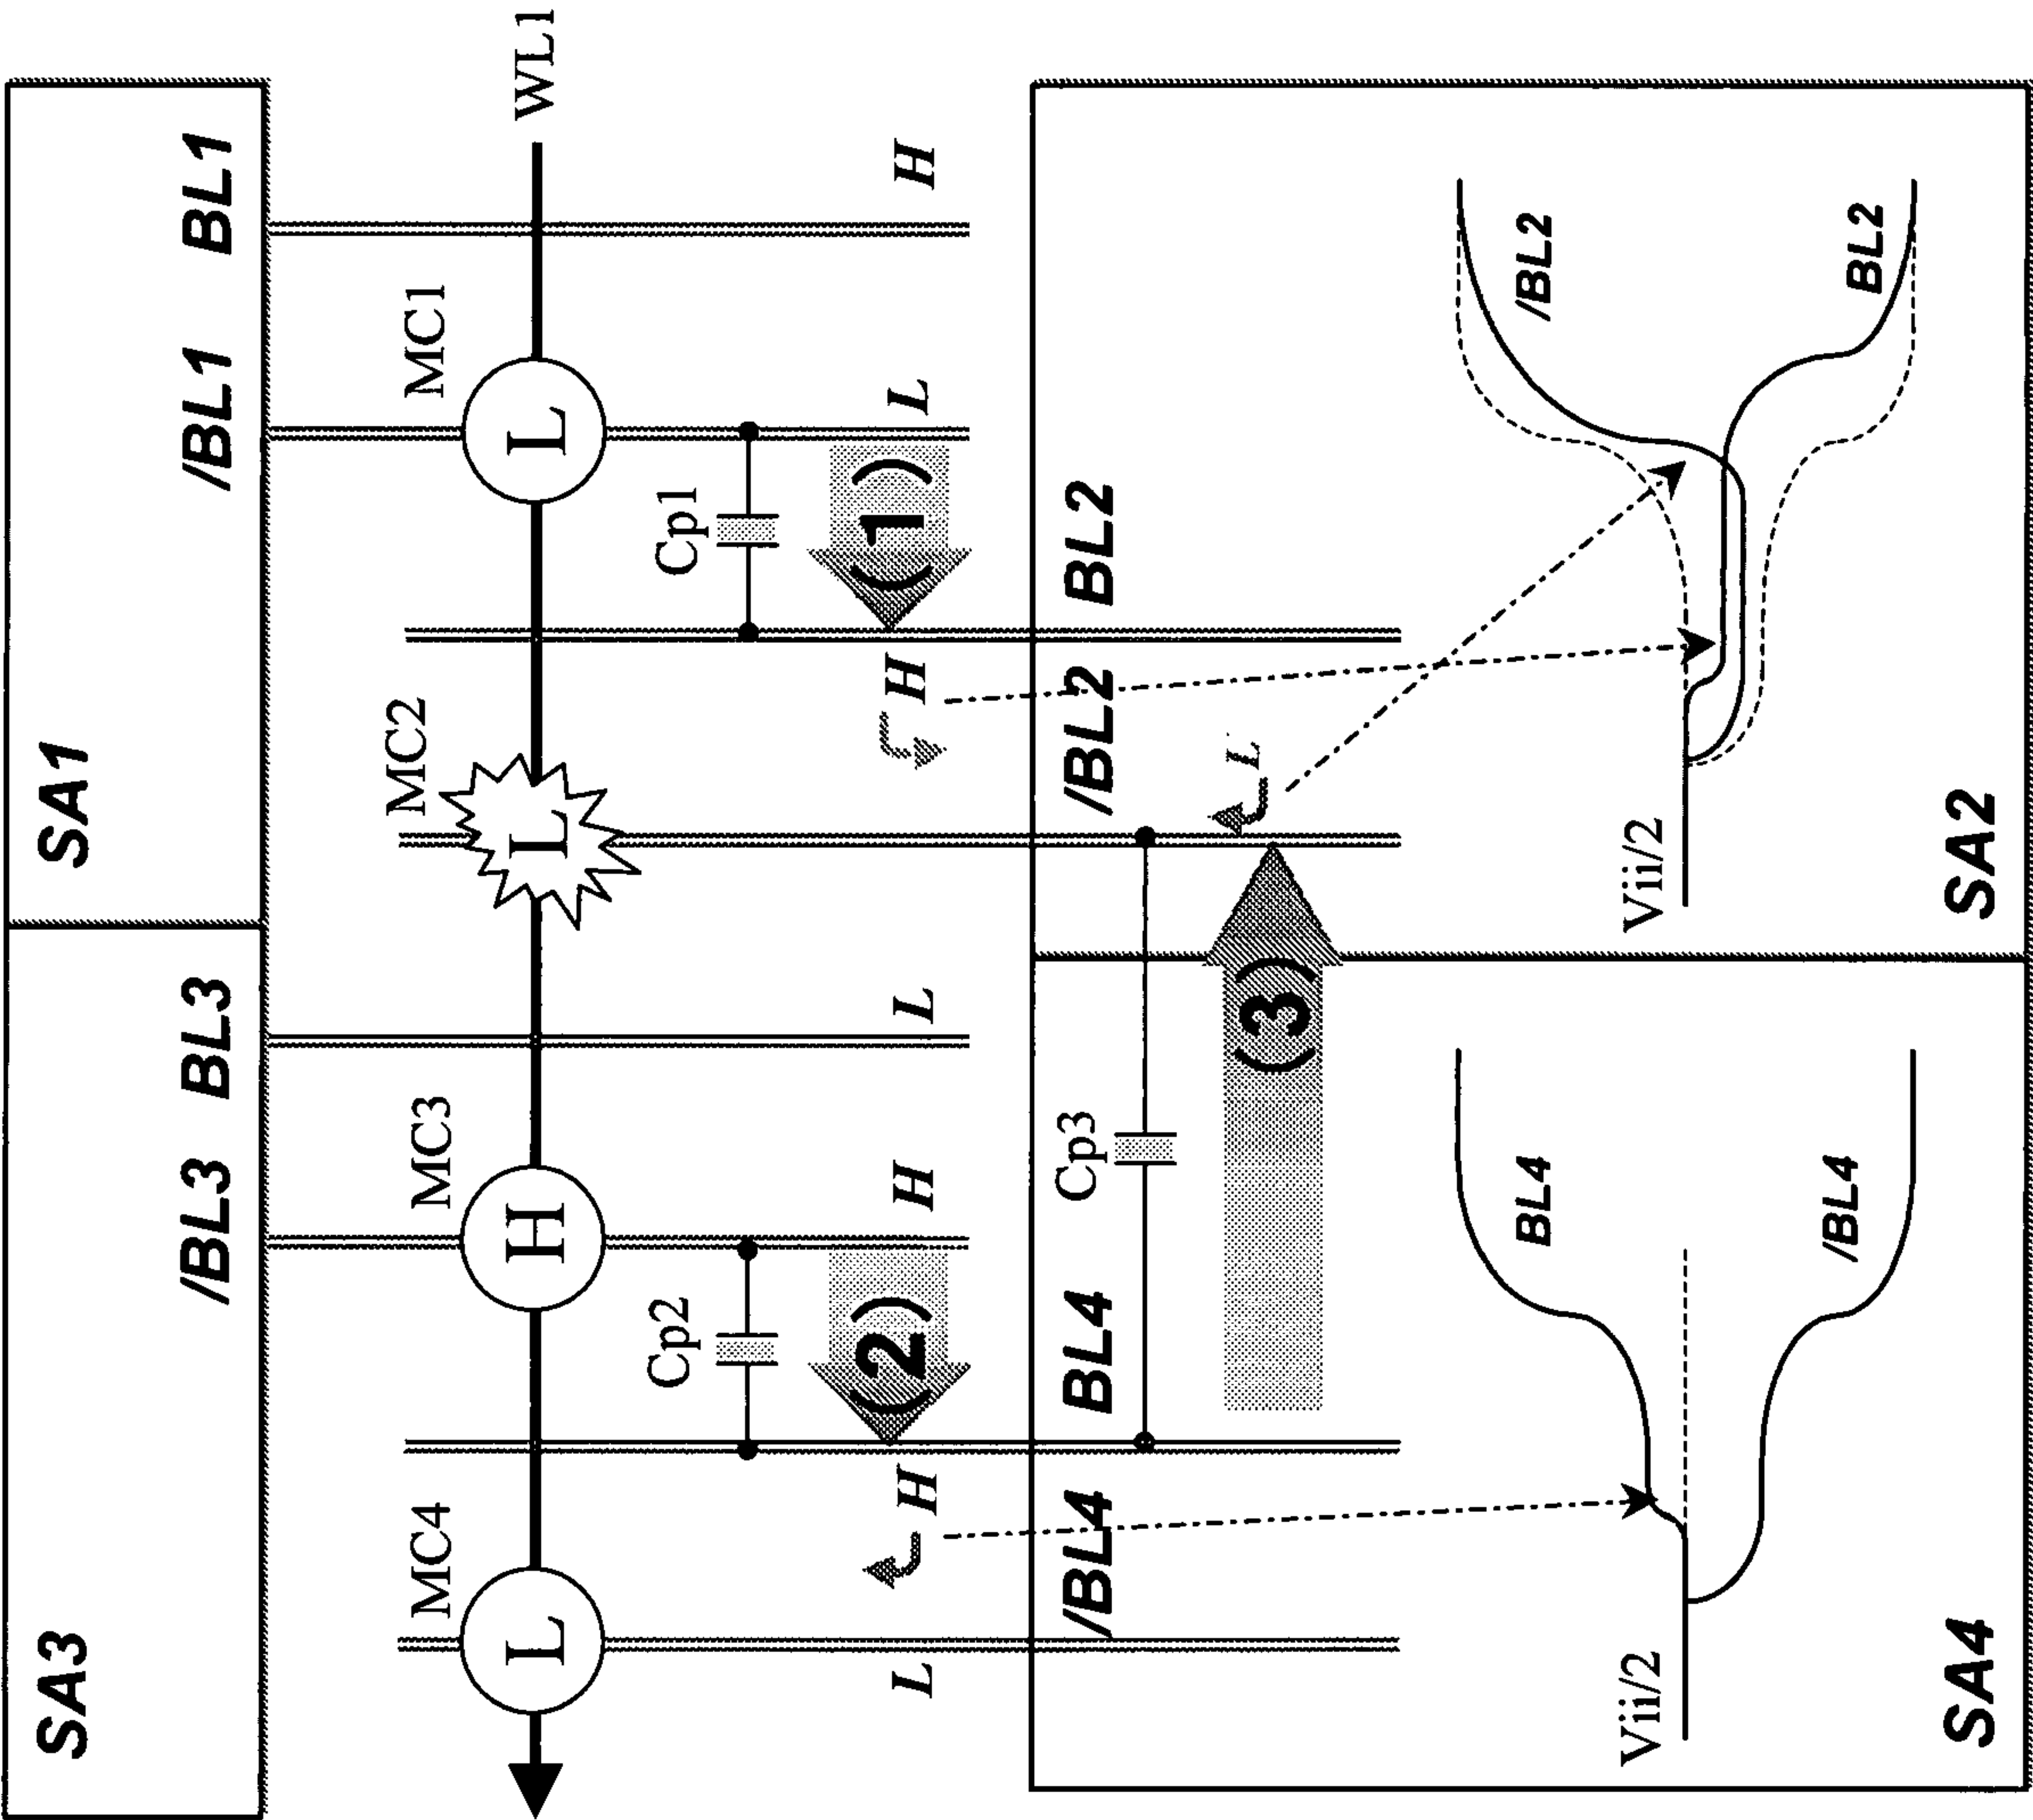 SA3
SA1
/BL3 BL3
/BL1 BL1
MC4
MC3
MC2
MC1
L
H
L
L
WL1
Cp2
Cp1
L
H
(2)
H
L
H
(1)
L
H
/BL4 BL4
/BL2 BL2
Cp3
(3)
L
BL4
/BL2
Vii/2
Vii/2
/BL4
BL2
SA4
SA2